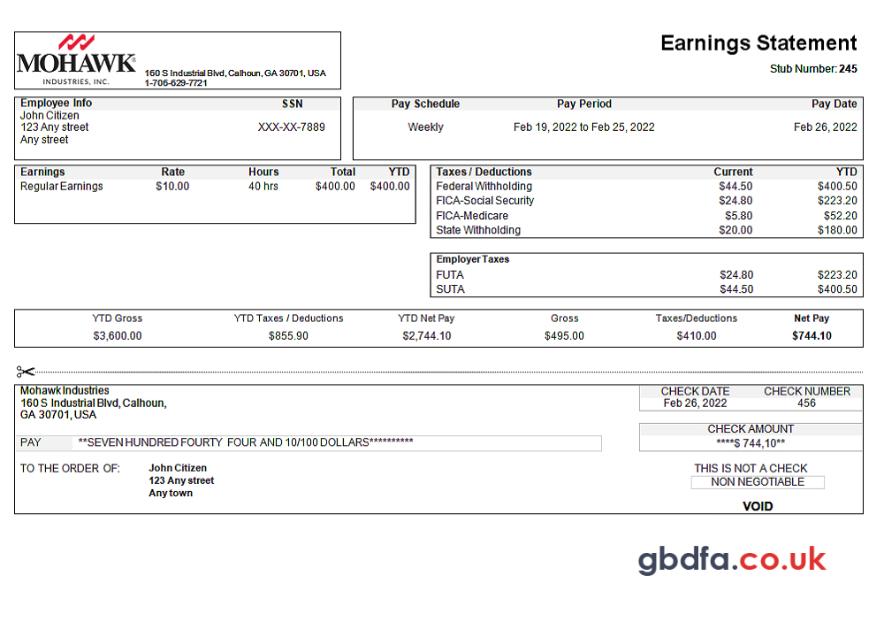 MOHAWK
INDUSTRIES, INC.
160 S Industrial Blvd, Calhoun, GA 30701, USA
1-706-629-7721
Earnings Statement
Stub Number: 245
Employee Info SSN
John Citizen
123 Any street XXX-XX-7889
Any street
Pay Schedule Pay Period Pay Date
Weekly Feb 19, 2022 to Feb 25, 2022 Feb 26, 2022
Earnings Rate Hours Total YTD
Regular Earnings $10.00 40 hrs $400.00 $400.00
Taxes / Deductions Current YTD
Federal Withholding $44.50 $400.50
FICA-Social Security $24.80 $223.20
FICA-Medicare $5.80 $52.20
State Withholding $20.00 $180.00
Employer Taxes
FUTA $24.80 $223.20
SUTA $44.50 $400.50
YTD Gross YTD Taxes / Deductions YTD Net Pay Gross Taxes/Deductions Net Pay
$3,600.00 $855.90 $2,744.10 $495.00 $410.00 $744.10
Mohawk Industries
160 S Industrial Blvd, Calhoun,
GA 30701, USA
CHECK DATE CHECK NUMBER
Feb 26, 2022 456
CHECK AMOUNT
****$ 744,10**
PAY **SEVEN HUNDRED FOURTY FOUR AND 10/100 DOLLARS**********
TO THE ORDER OF: John Citizen
123 Any street
Any town
THIS IS NOT A CHECK
NON NEGOTIABLE
VOID
gbdfa.co.uk